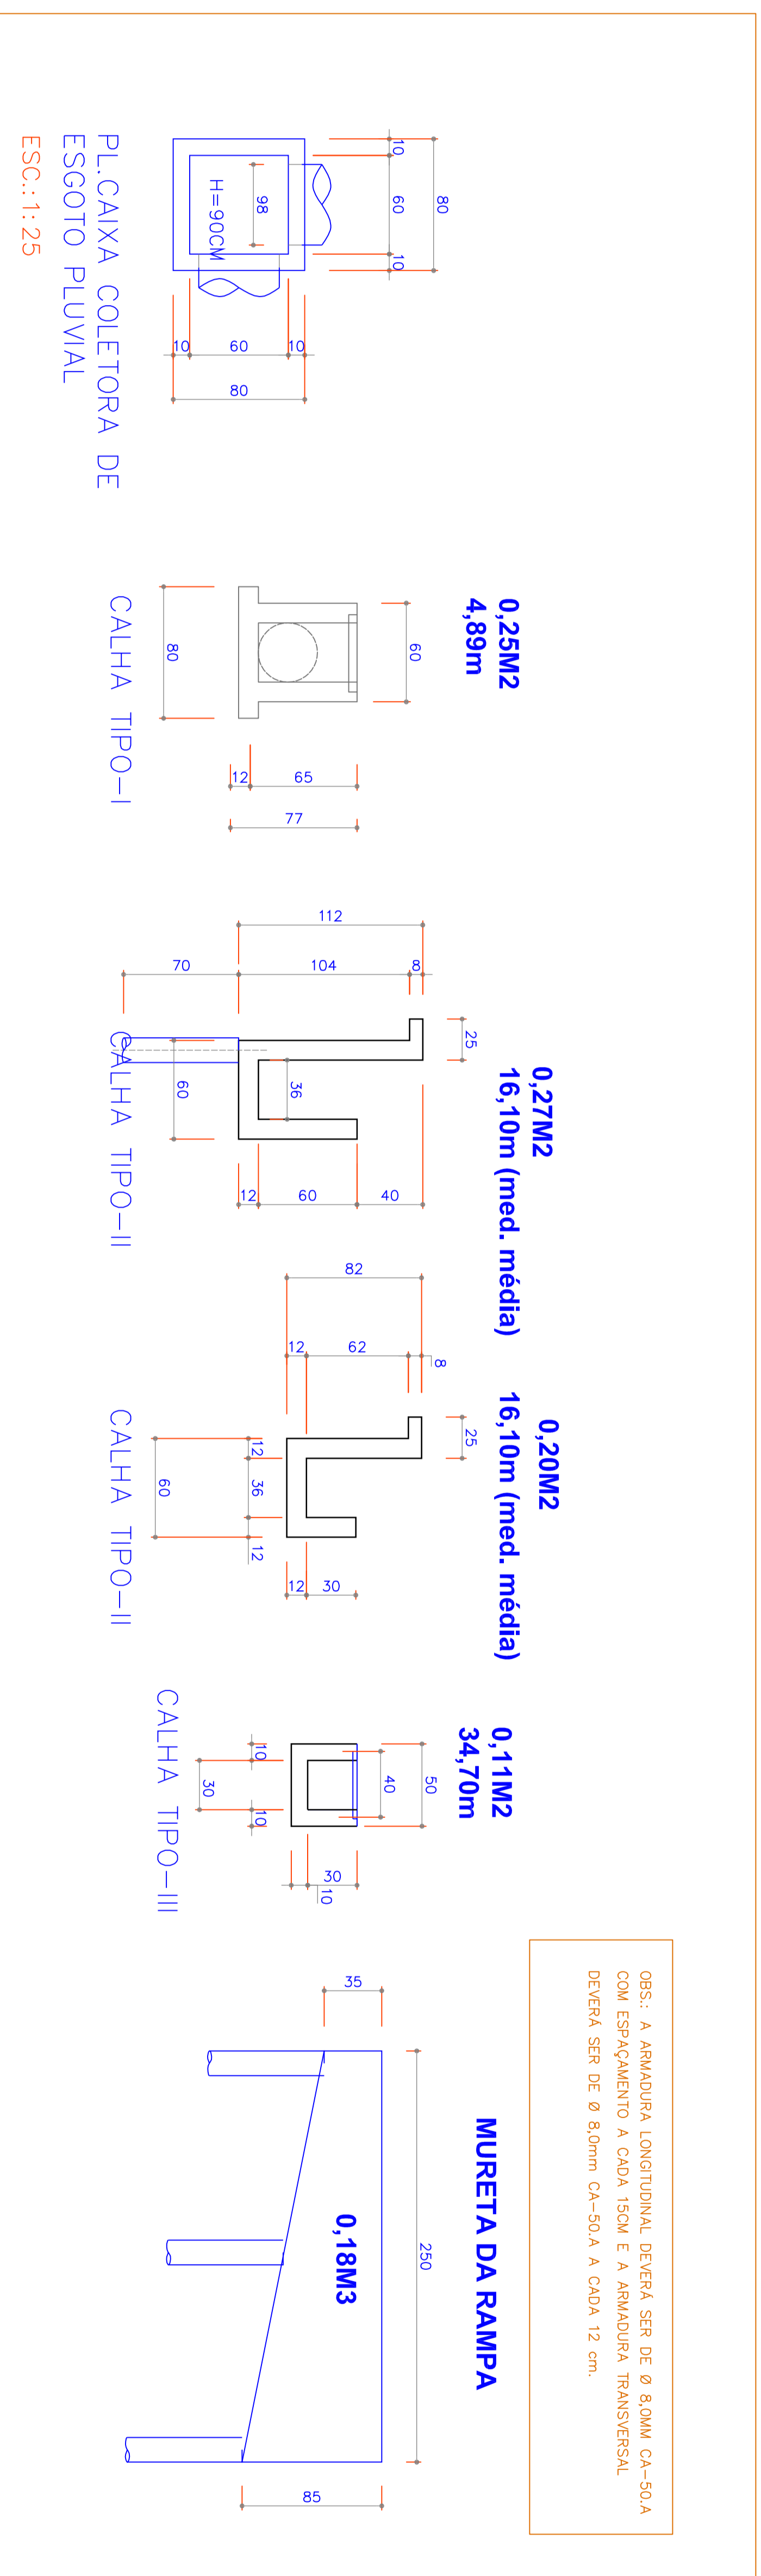 OBS.: A ARMADURA LONGITUDINAL DEVERÁ SER DE Ø 8,0MM CA-50.A
COM ESPAÇAMENTO A CADA 15CM E A ARMADURA TRANSVERSAL
DEVERÁ SER DE Ø 8,0mm CA-50.A A CADA 12 cm.
80
10 60 10
98
H=90CM
10 60 10
80
PL.CAIXA COLETORA DE
ESGOTO PLUVIAL
ESC.: 1:25
0,25M2
4,89m
60
65
12
77
80
CALHA TIPO-I
0,27M2
16,10m (med. média)
25
112
8
104
70
36
60
40
60
12
CALHA TIPO-II
0,20M2
16,10m (med. média)
25
82
8
62
12
12 36 12
60
30
12
CALHA TIPO-II
0,11M2
34,70m
50
40
10 30 10
30
10
CALHA TIPO-III
MURETA DA RAMPA
250
35
0,18M3
85